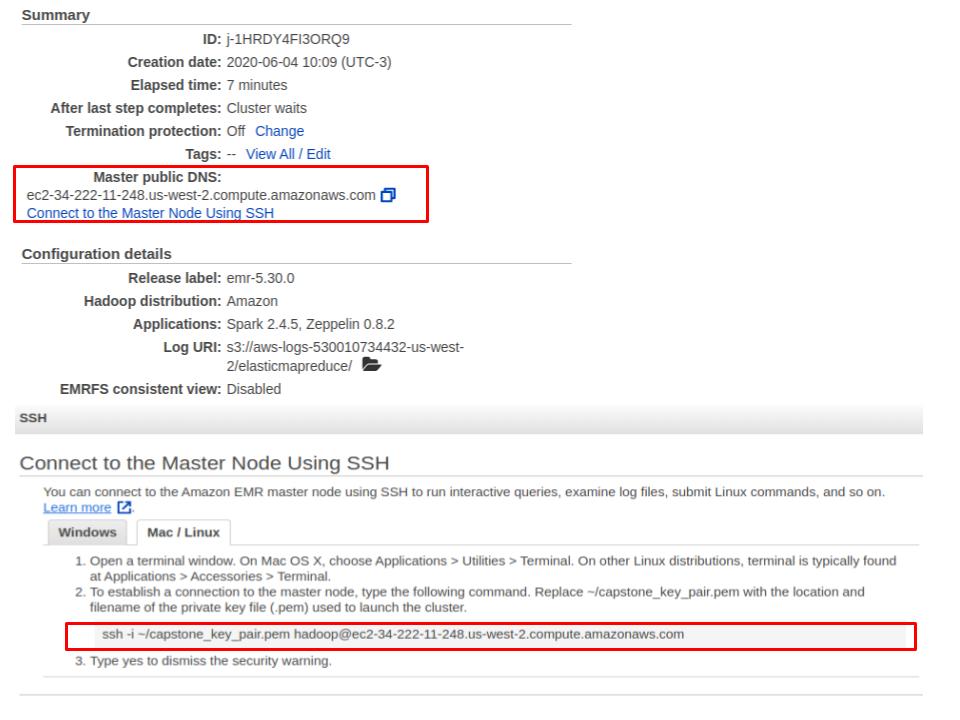 Summary
ID: j-1HRDY4FI3ORQ9
Creation date: 2020-06-04 10:09 (UTC-3)
Elapsed time: 7 minutes
After last step completes: Cluster waits
Termination protection: Off Change
Tags: -- View All / Edit
Master public DNS:
ec2-34-222-11-248.us-west-2.compute.amazonaws.com
Connect to the Master Node Using SSH
Configuration details
Release label: emr-5.30.0
Hadoop distribution: Amazon
Applications: Spark 2.4.5, Zeppelin 0.8.2
Log URI: s3://aws-logs-530010734432-us-west-
2/elasticmapreduce/
EMRFS consistent view: Disabled
SSH
Connect to the Master Node Using SSH
You can connect to the Amazon EMR master node using SSH to run interactive queries, examine log files, submit Linux commands, and so on.
Learn more .
Windows Mac / Linux
1. Open a terminal window. On Mac OS X, choose Applications > Utilities > Terminal. On other Linux distributions, terminal is typically found
at Applications > Accessories > Terminal.
2. To establish a connection to the master node, type the following command. Replace ~/capstone_key_pair.pem with the location and
filename of the private key file (.pem) used to launch the cluster.
ssh -i ~/capstone_key_pair.pem hadoop@ec2-34-222-11-248.us-west-2.compute.amazonaws.com
3. Type yes to dismiss the security warning.